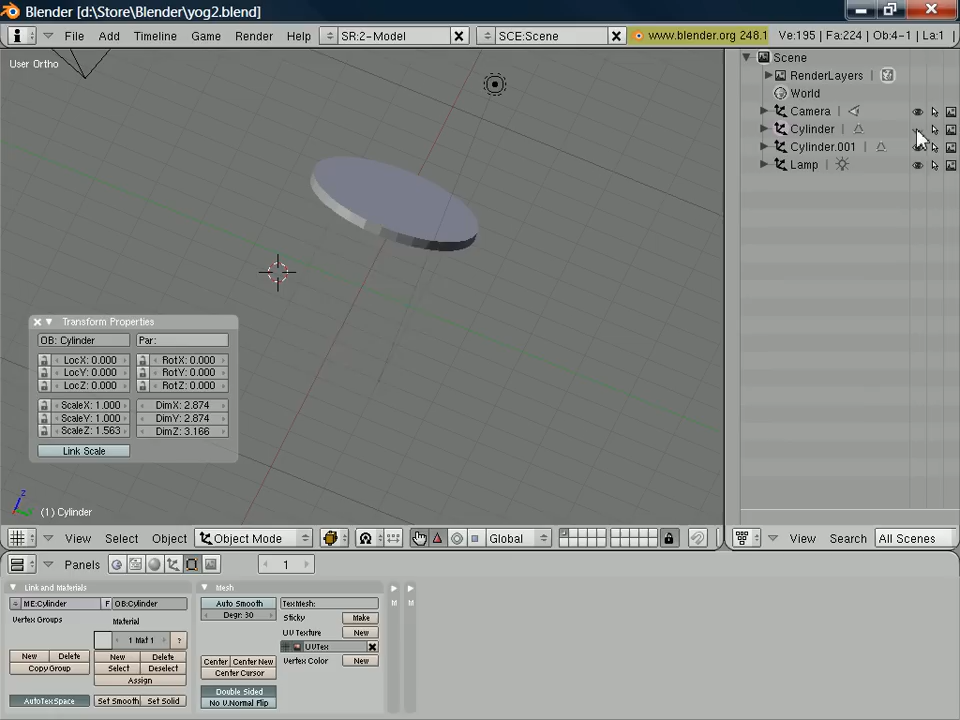 Blender [d:\Store\Blender\yog2.blend]
File Add Timeline Game Render Help SR:2-Model SCE:Scene www.blender.org 248.1 Ve:195 | Fa:224 | Ob:4-1 | La:1
User Ortho
Scene
RenderLayers
World
Camera
Cylinder
Cylinder.001
Lamp
Transform Properties
OB: Cylinder Par:
LocX: 0.000 RotX: 0.000
LocY: 0.000 RotY: 0.000
LocZ: 0.000 RotZ: 0.000
ScaleX: 1.000 DimX: 2.874
ScaleY: 1.000 DimY: 2.874
ScaleZ: 1.563 DimZ: 3.166
Link Scale
z
(1) Cylinder
View Select Object Object Mode Global View Search All Scenes
Panels 1
Link and Materials Mesh
ME:Cylinder F OB:Cylinder Auto Smooth TexMesh:
Vertex Groups Material Degr: 30 Sticky Make
1 Mat 1 ? UV Texture New
UVTex
New Delete New Delete Center Center New Vertex Color New
Copy Group Select Deselect Center Cursor
Assign
Double Sided
AutoTexSpace Set Smooth Set Solid No V.Normal Flip